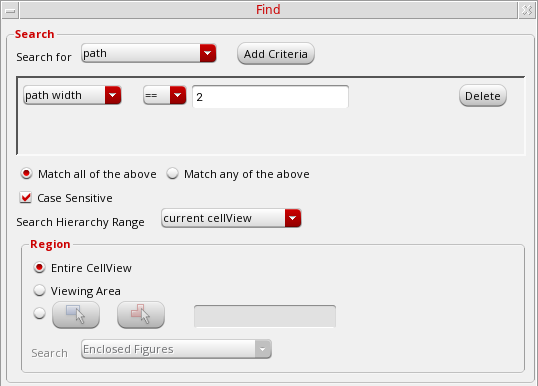 Find
Search
Search for path Add Criteria
path width == 2 Delete
Match all of the above Match any of the above
Case Sensitive
Search Hierarchy Range current cellView
Region
Entire CellView
Viewing Area
Search Enclosed Figures